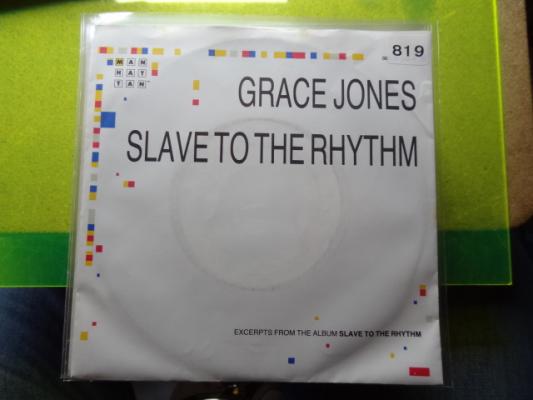 MAN
HAT
TAN
819
GRACE JONES
SLAVE TO THE RHYTHM
EXCERPTS FROM THE ALBUM SLAVE TO THE RHYTHM